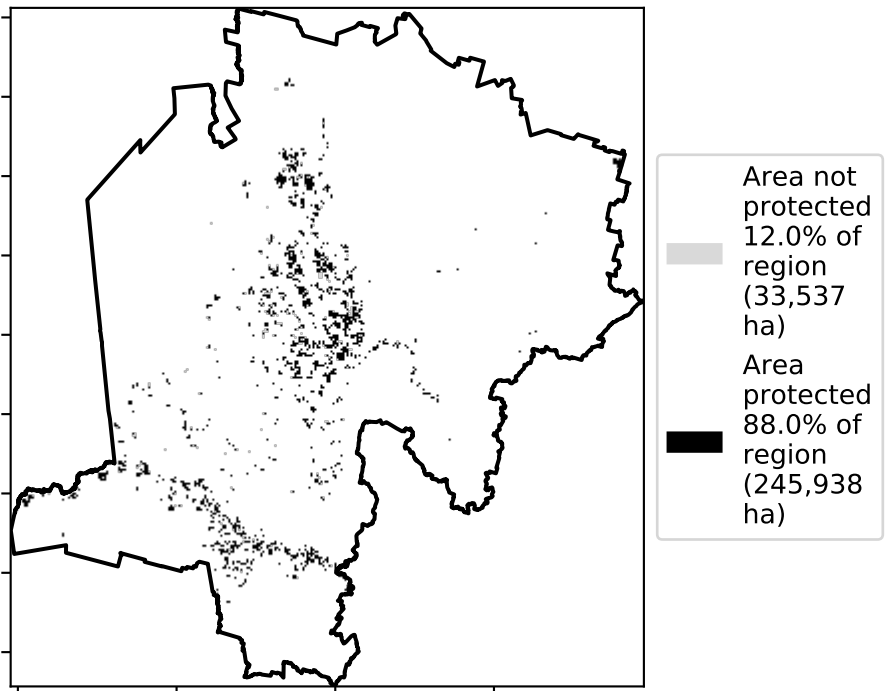 Area not
protected
12.0% of
region
(33,537
ha)
Area
protected
88.0% of
region
(245,938
ha)